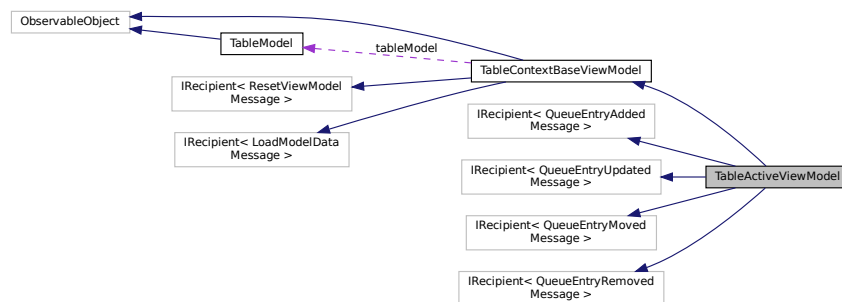 ObservableObject
TableModel
tableModel
TableContextBaseViewModel
IRecipient< ResetViewModel
Message >
IRecipient< LoadModelData
Message >
IRecipient< QueueEntryAdded
Message >
IRecipient< QueueEntryUpdated
Message >
TableActiveViewModel
IRecipient< QueueEntryMoved
Message >
IRecipient< QueueEntryRemoved
Message >